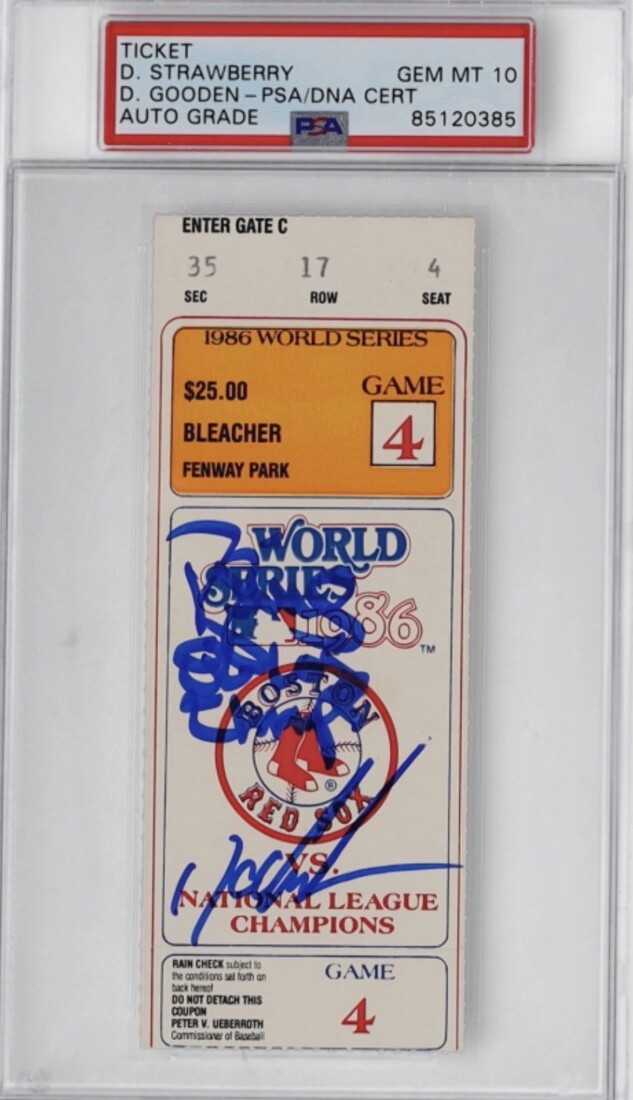 TICKET
D. STRAWBERRY GEM MT 10
D. GOODEN - PSA/DNA CERT
AUTO GRADE PSA 85120385
ENTER GATE C
35 17 4
SEC ROW SEAT
1986 WORLD SERIES
$25.00 GAME
BLEACHER 4
FENWAY PARK
WORLD
SERIES
1986 ™
BOSTON
RED SOX ®
VS.
NATIONAL LEAGUE
CHAMPIONS
RAIN CHECK subject to
the conditions set forth on
back hereof
DO NOT DETACH THIS
COUPON
PETER V. UEBERROTH
Commissioner of Baseball
GAME
4